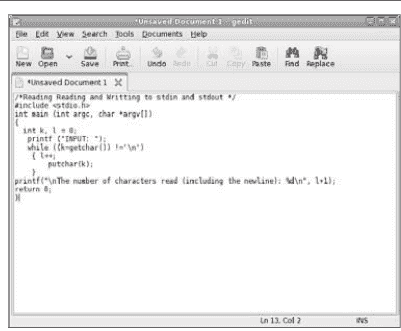 *Unsaved Document 1 - gedit
File Edit View Search Tools Documents Help
New Open Save Print... Undo Redo Cut Copy Paste Find Replace
*Unsaved Document 1
/*Reading Reading and Writting to stdin and stdout */
#include <stdio.h>
int main (int argc, char *argv[])
{
int k, l = 0;
printf ("INPUT: ");
while ((k=getchar()) !='\n')
{ l++;
putchar(k);
}
printf("\nThe number of characters read (including the newline): %d\n", l+1);
return 0;
}
Ln 13, Col 2 INS